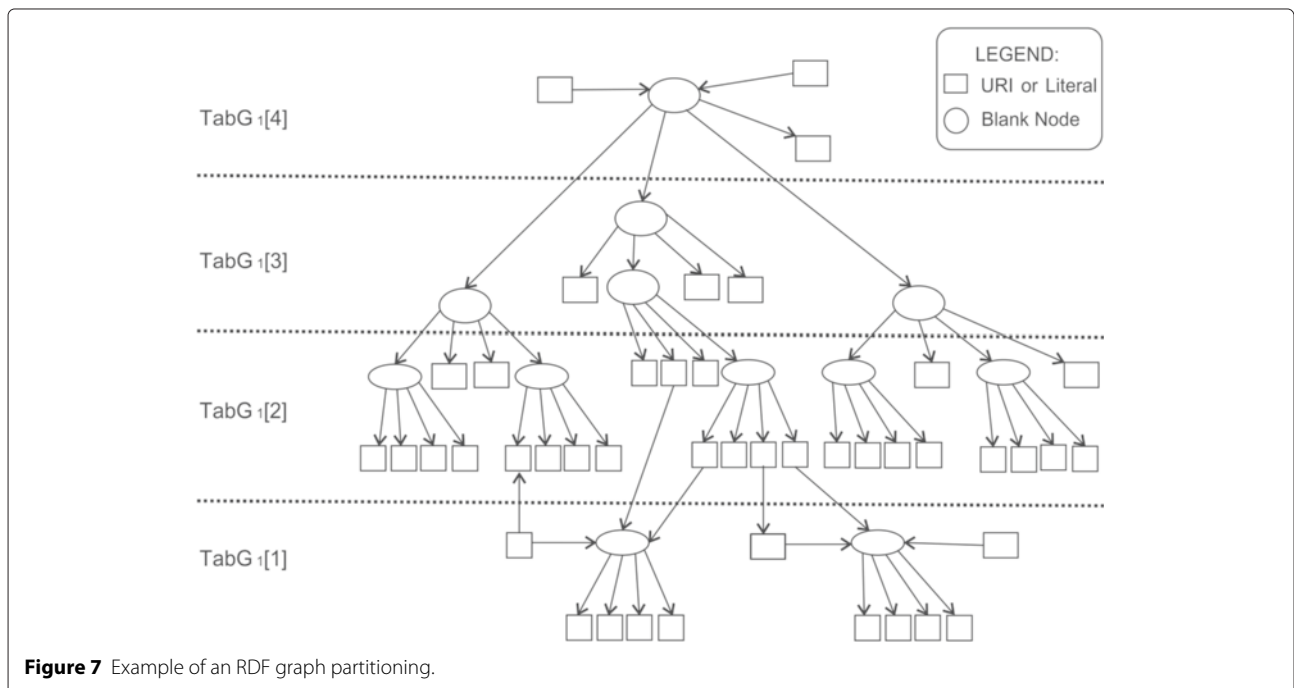 LEGEND:
URI or Literal
Blank Node
TabG 1[4]
TabG 1[3]
TabG 1[2]
TabG 1[1]
Figure 7 Example of an RDF graph partitioning.